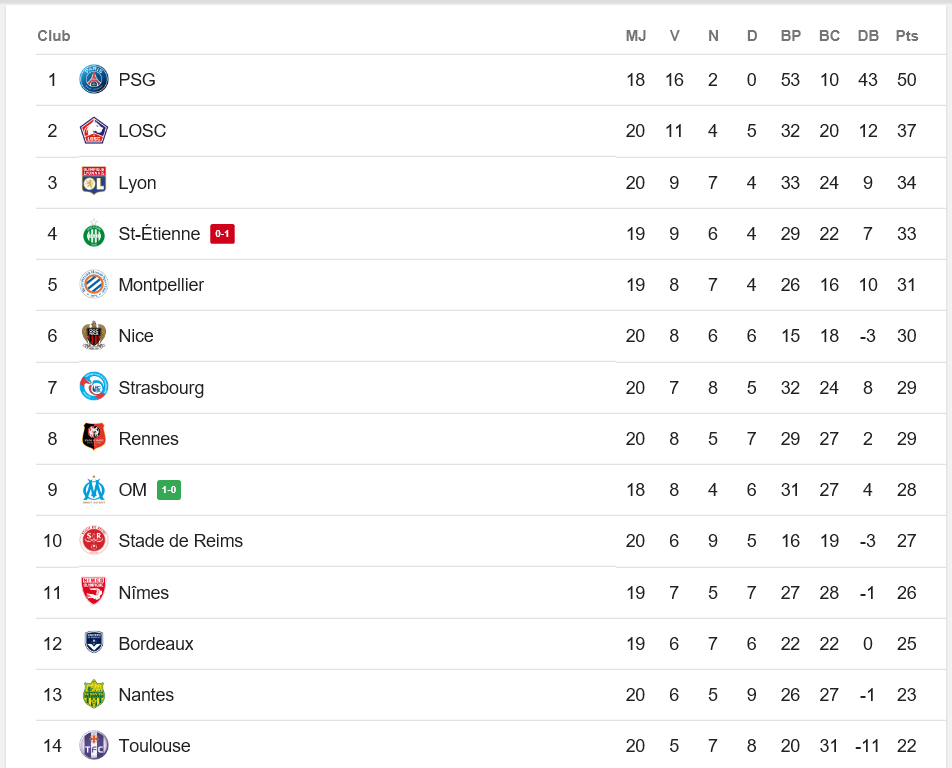 Club MJ V N D BP BC DB Pts
1 PSG 18 16 2 0 53 10 43 50
2 LOSC 20 11 4 5 32 20 12 37
3 Lyon 20 9 7 4 33 24 9 34
4 St-Étienne 0-1 19 9 6 4 29 22 7 33
5 Montpellier 19 8 7 4 26 16 10 31
6 Nice 20 8 6 6 15 18 -3 30
7 Strasbourg 20 7 8 5 32 24 8 29
8 Rennes 20 8 5 7 29 27 2 29
9 OM 1-0 18 8 4 6 31 27 4 28
10 Stade de Reims 20 6 9 5 16 19 -3 27
11 Nîmes 19 7 5 7 27 28 -1 26
12 Bordeaux 19 6 7 6 22 22 0 25
13 Nantes 20 6 5 9 26 27 -1 23
14 Toulouse 20 5 7 8 20 31 -11 22